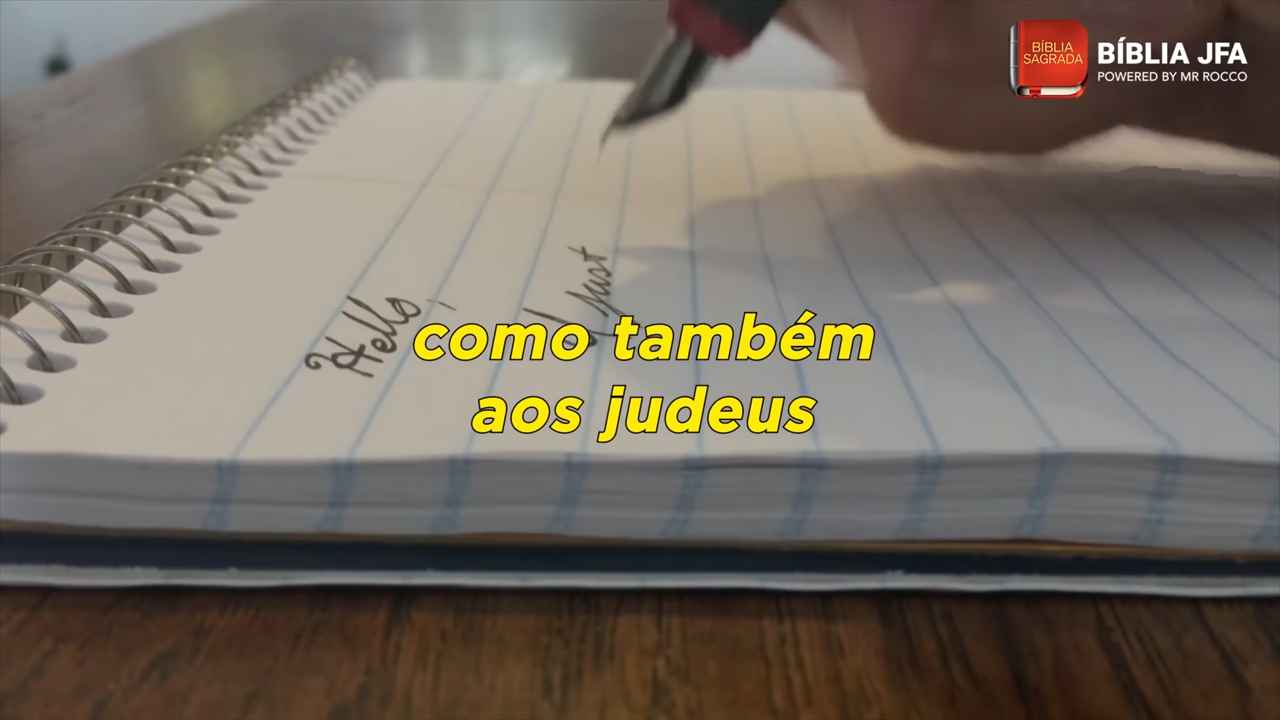 BÍBLIA
SAGRADA
BÍBLIA JFA
POWERED BY MR ROCCO
Hello,
I just
como também
aos judeus